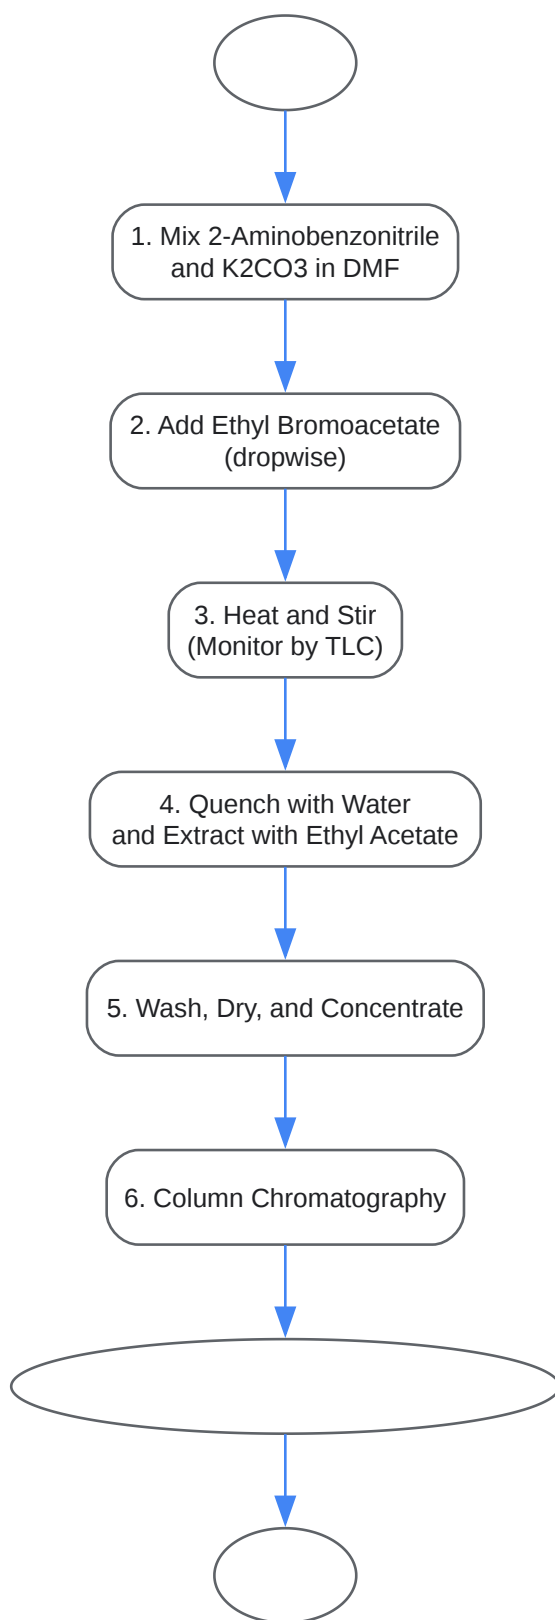 1. Mix 2-Aminobenzonitrile
and K2CO3 in DMF
2. Add Ethyl Bromoacetate
(dropwise)
3. Heat and Stir
(Monitor by TLC)
4. Quench with Water
and Extract with Ethyl Acetate
5. Wash, Dry, and Concentrate
6. Column Chromatography